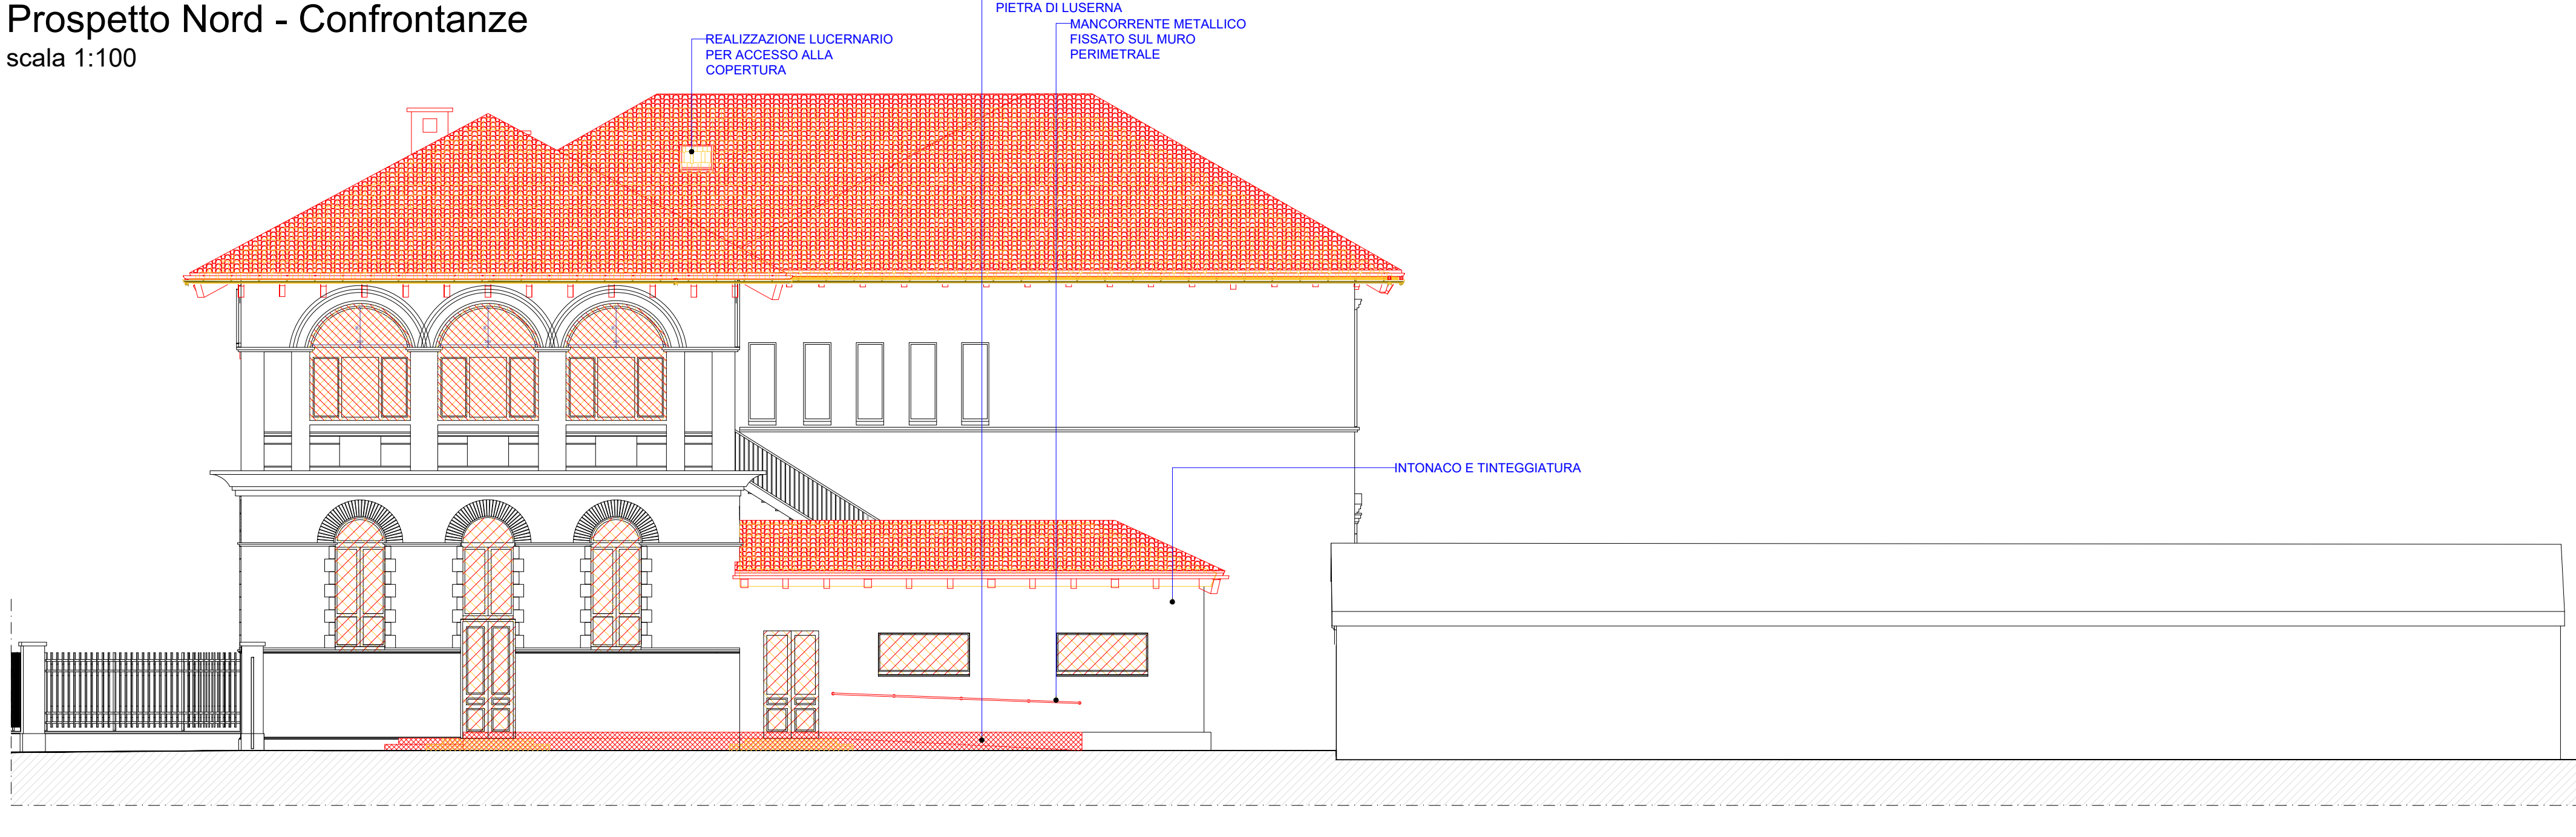 Prospetto Nord - Confrontanze
scala 1:100
PIETRA DI LUSERNA
MANCORRENTE METALLICO
FISSATO SUL MURO
PERIMETRALE
REALIZZAZIONE LUCERNARIO
PER ACCESSO ALLA
COPERTURA
INTONACO E TINTEGGIATURA